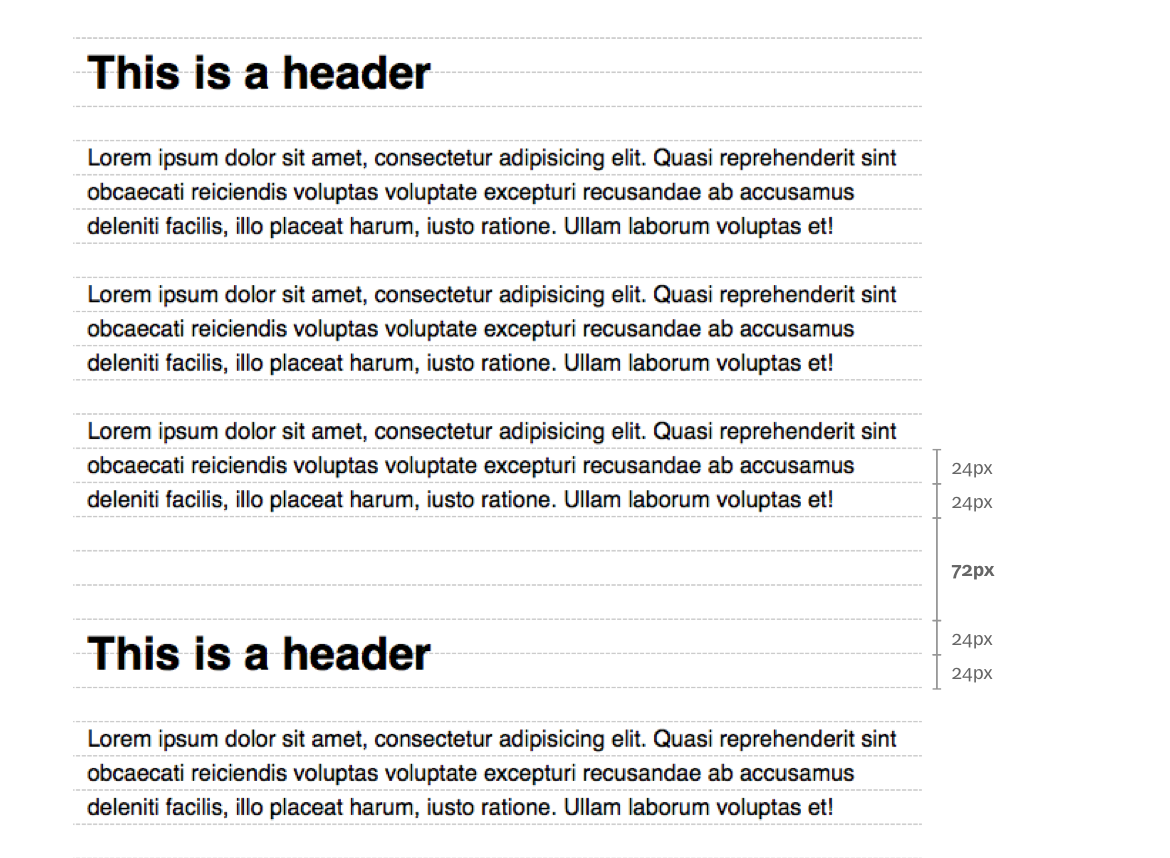 This is a header
Lorem ipsum dolor sit amet, consectetur adipisicing elit. Quasi reprehenderit sint
obcaecati reiciendis voluptas voluptate excepturi recusandae ab accusamus
deleniti facilis, illo placeat harum, iusto ratione. Ullam laborum voluptas et!
Lorem ipsum dolor sit amet, consectetur adipisicing elit. Quasi reprehenderit sint
obcaecati reiciendis voluptas voluptate excepturi recusandae ab accusamus
deleniti facilis, illo placeat harum, iusto ratione. Ullam laborum voluptas et!
Lorem ipsum dolor sit amet, consectetur adipisicing elit. Quasi reprehenderit sint
obcaecati reiciendis voluptas voluptate excepturi recusandae ab accusamus
24px
deleniti facilis, illo placeat harum, iusto ratione. Ullam laborum voluptas et!
24px
72px
This is a header
24px
24px
Lorem ipsum dolor sit amet, consectetur adipisicing elit. Quasi reprehenderit sint
obcaecati reiciendis voluptas voluptate excepturi recusandae ab accusamus
deleniti facilis, illo placeat harum, iusto ratione. Ullam laborum voluptas et!